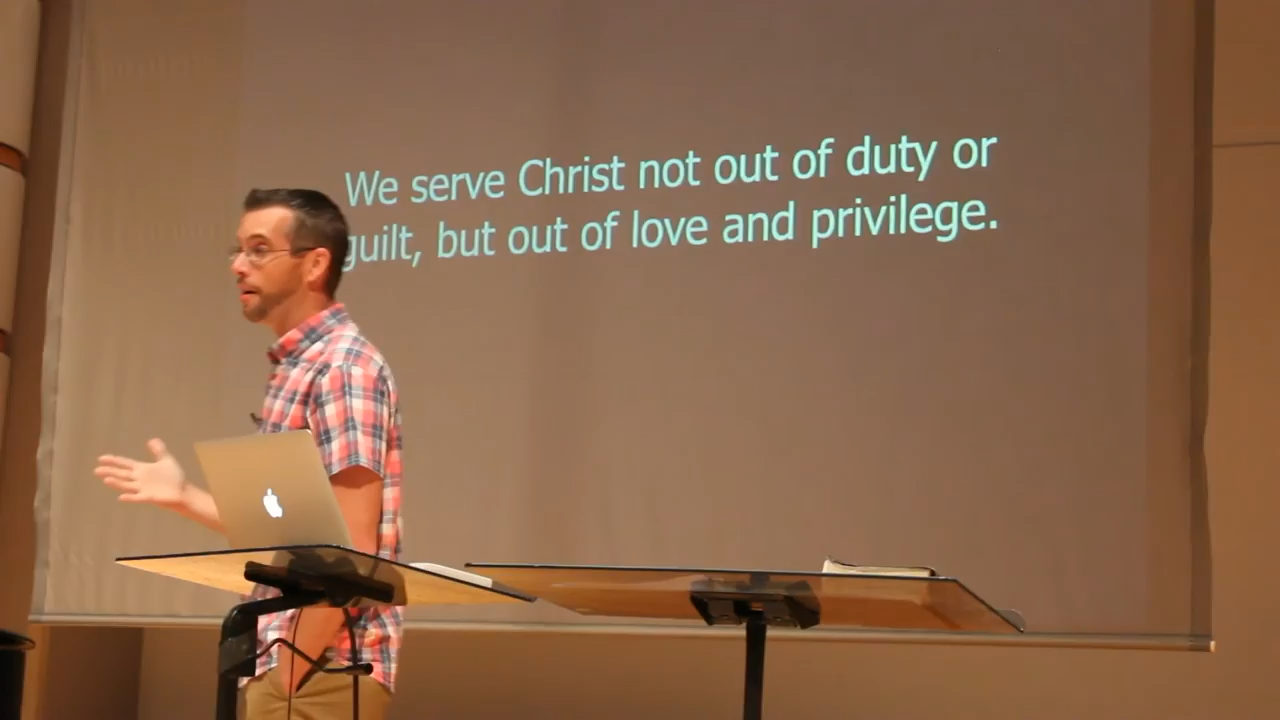 We serve Christ not out of duty or
guilt, but out of love and privilege.